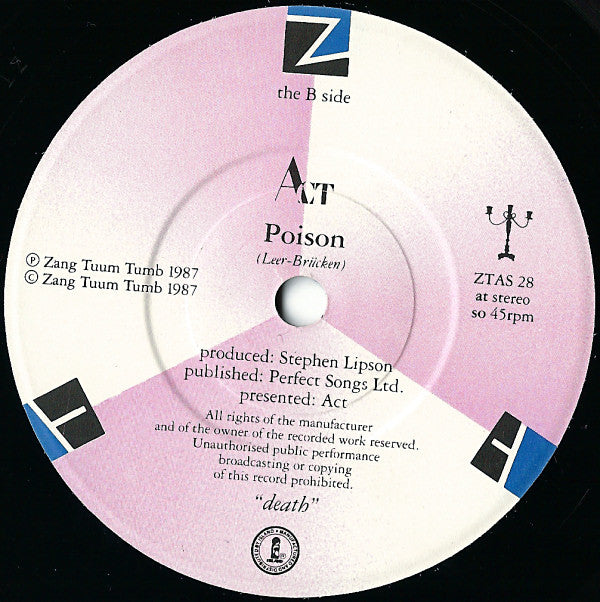 Z
the B side
ACT
Poison
(Leer-Brücken)
℗ Zang Tuum Tumb 1987
© Zang Tuum Tumb 1987
ZTAS 28
at stereo
so 45rpm
produced: Stephen Lipson
published: Perfect Songs Ltd.
presented: Act
All rights of the manufacturer
and of the owner of the recorded work reserved.
Unauthorised public performance
broadcasting or copying
of this record prohibited.
"death"